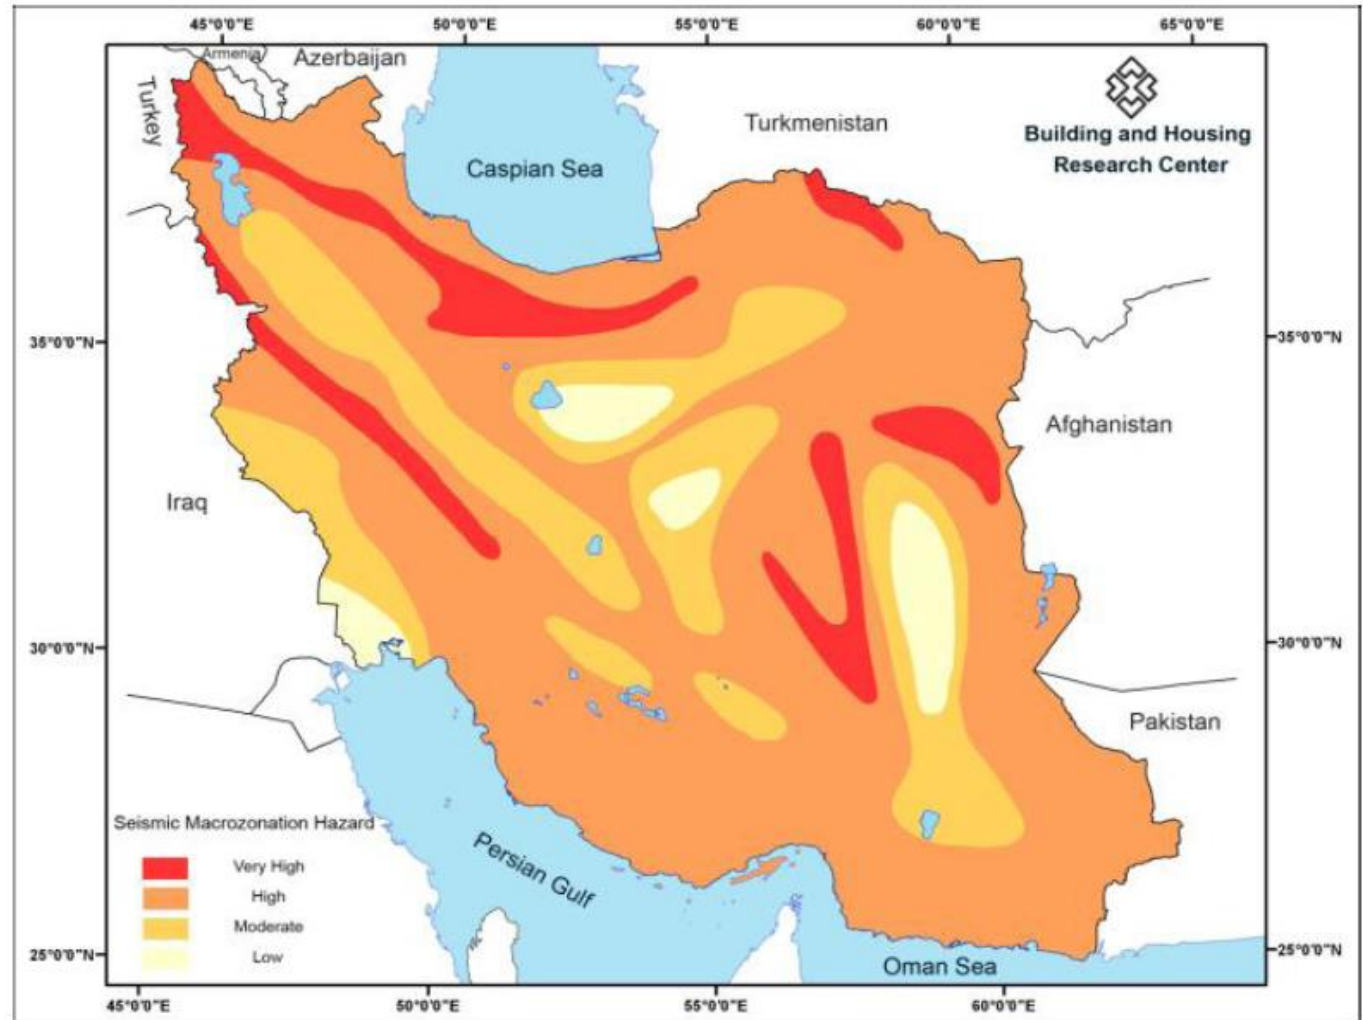 45°0'0"E
50°0'0"E
55°0'0"E
60°0'0"E
65°0'0"E
Armenia
Azerbaijan
Turkey
Caspian Sea
Turkmenistan
Building and Housing
Research Center
35°0'0"N
35°0'0"N
Afghanistan
Iraq
30°0'0"N
30°0'0"N
Pakistan
Seismic Macrozonation Hazard
Very High
High
Moderate
Low
Persian Gulf
25°0'0"N
25°0'0"N
Oman Sea
45°0'0"E
50°0'0"E
55°0'0"E
60°0'0"E